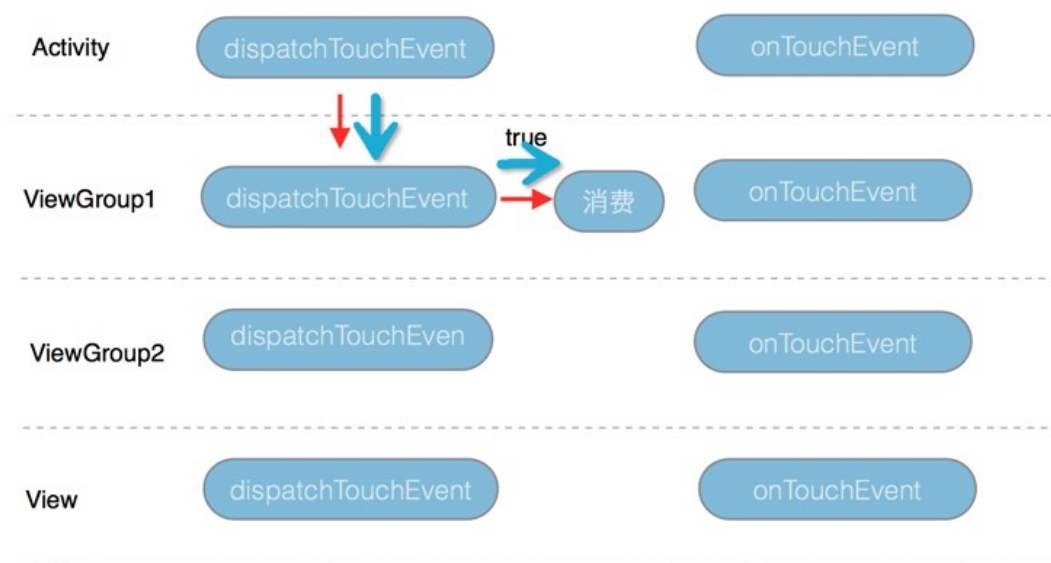 Activity
dispatchTouchEvent
onTouchEvent
true
ViewGroup1
dispatchTouchEvent
消费
onTouchEvent
ViewGroup2
dispatchTouchEven
onTouchEvent
View
dispatchTouchEvent
onTouchEvent